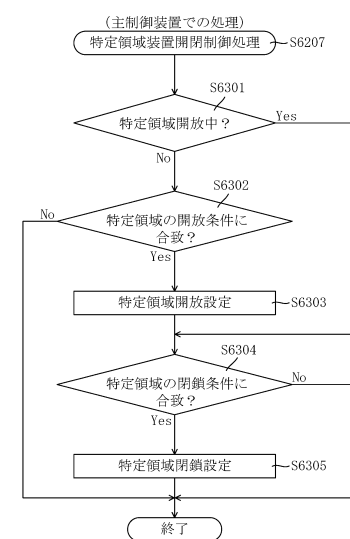 （主制御装置での処理）
特定領域装置開閉制御処理 S6207
S6301
特定領域開放中？
Yes
No
S6302
No
特定領域の開放条件に
合致？
Yes
特定領域開放設定 S6303
S6304
特定領域の閉鎖条件に
合致？
No
Yes
特定領域閉鎖設定 S6305
終了